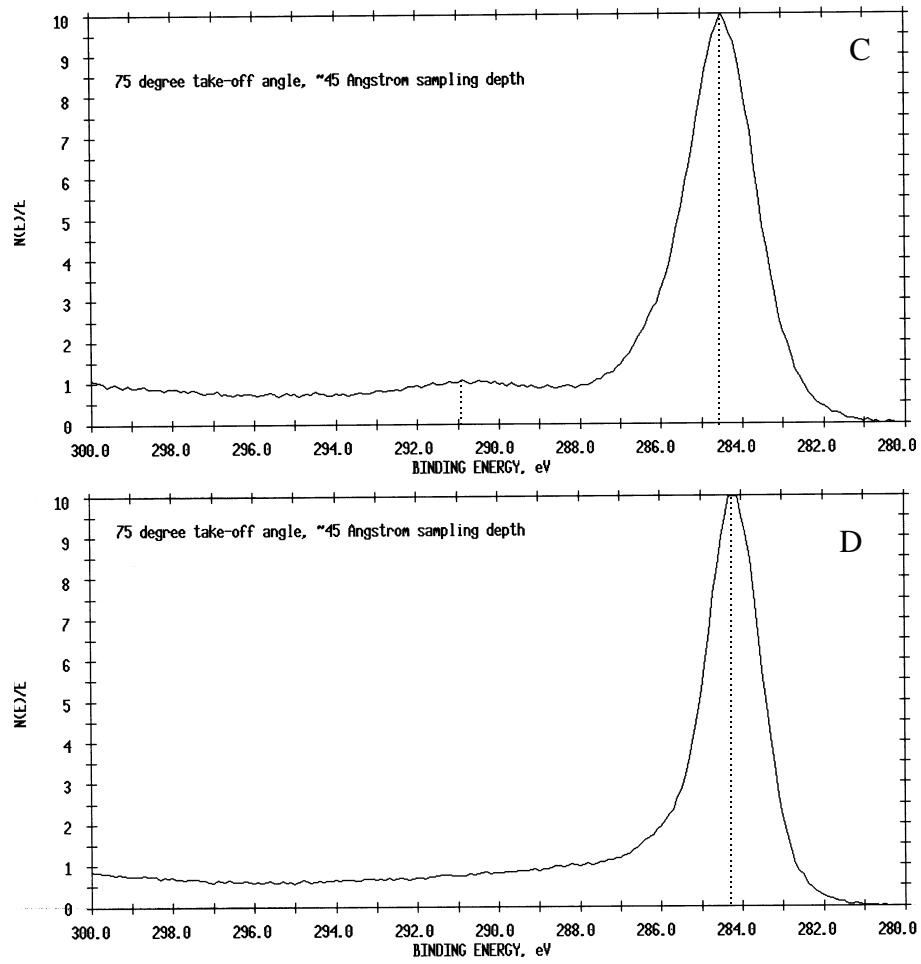 C
75 degree take-off angle, ~45 Angstrom sampling depth
10
9
8
7
6
5
4
3
2
1
0
N(E)/E
300.0 298.0 296.0 294.0 292.0 290.0 288.0 286.0 284.0 282.0 280.0
BINDING ENERGY, eV
D
75 degree take-off angle, ~45 Angstrom sampling depth
10
9
8
7
6
5
4
3
2
1
0
N(E)/E
300.0 298.0 296.0 294.0 292.0 290.0 288.0 286.0 284.0 282.0 280.0
BINDING ENERGY, eV